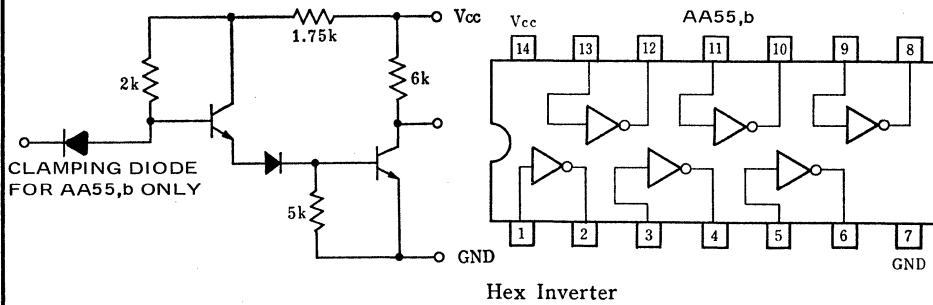 Vcc
1.75k
2k
6k
CLAMPING DIODE
FOR AA55,b ONLY
5k
GND
AA55,b
Vcc
14 13 12 11 10 9 8
1 2 3 4 5 6 7
GND
Hex Inverter